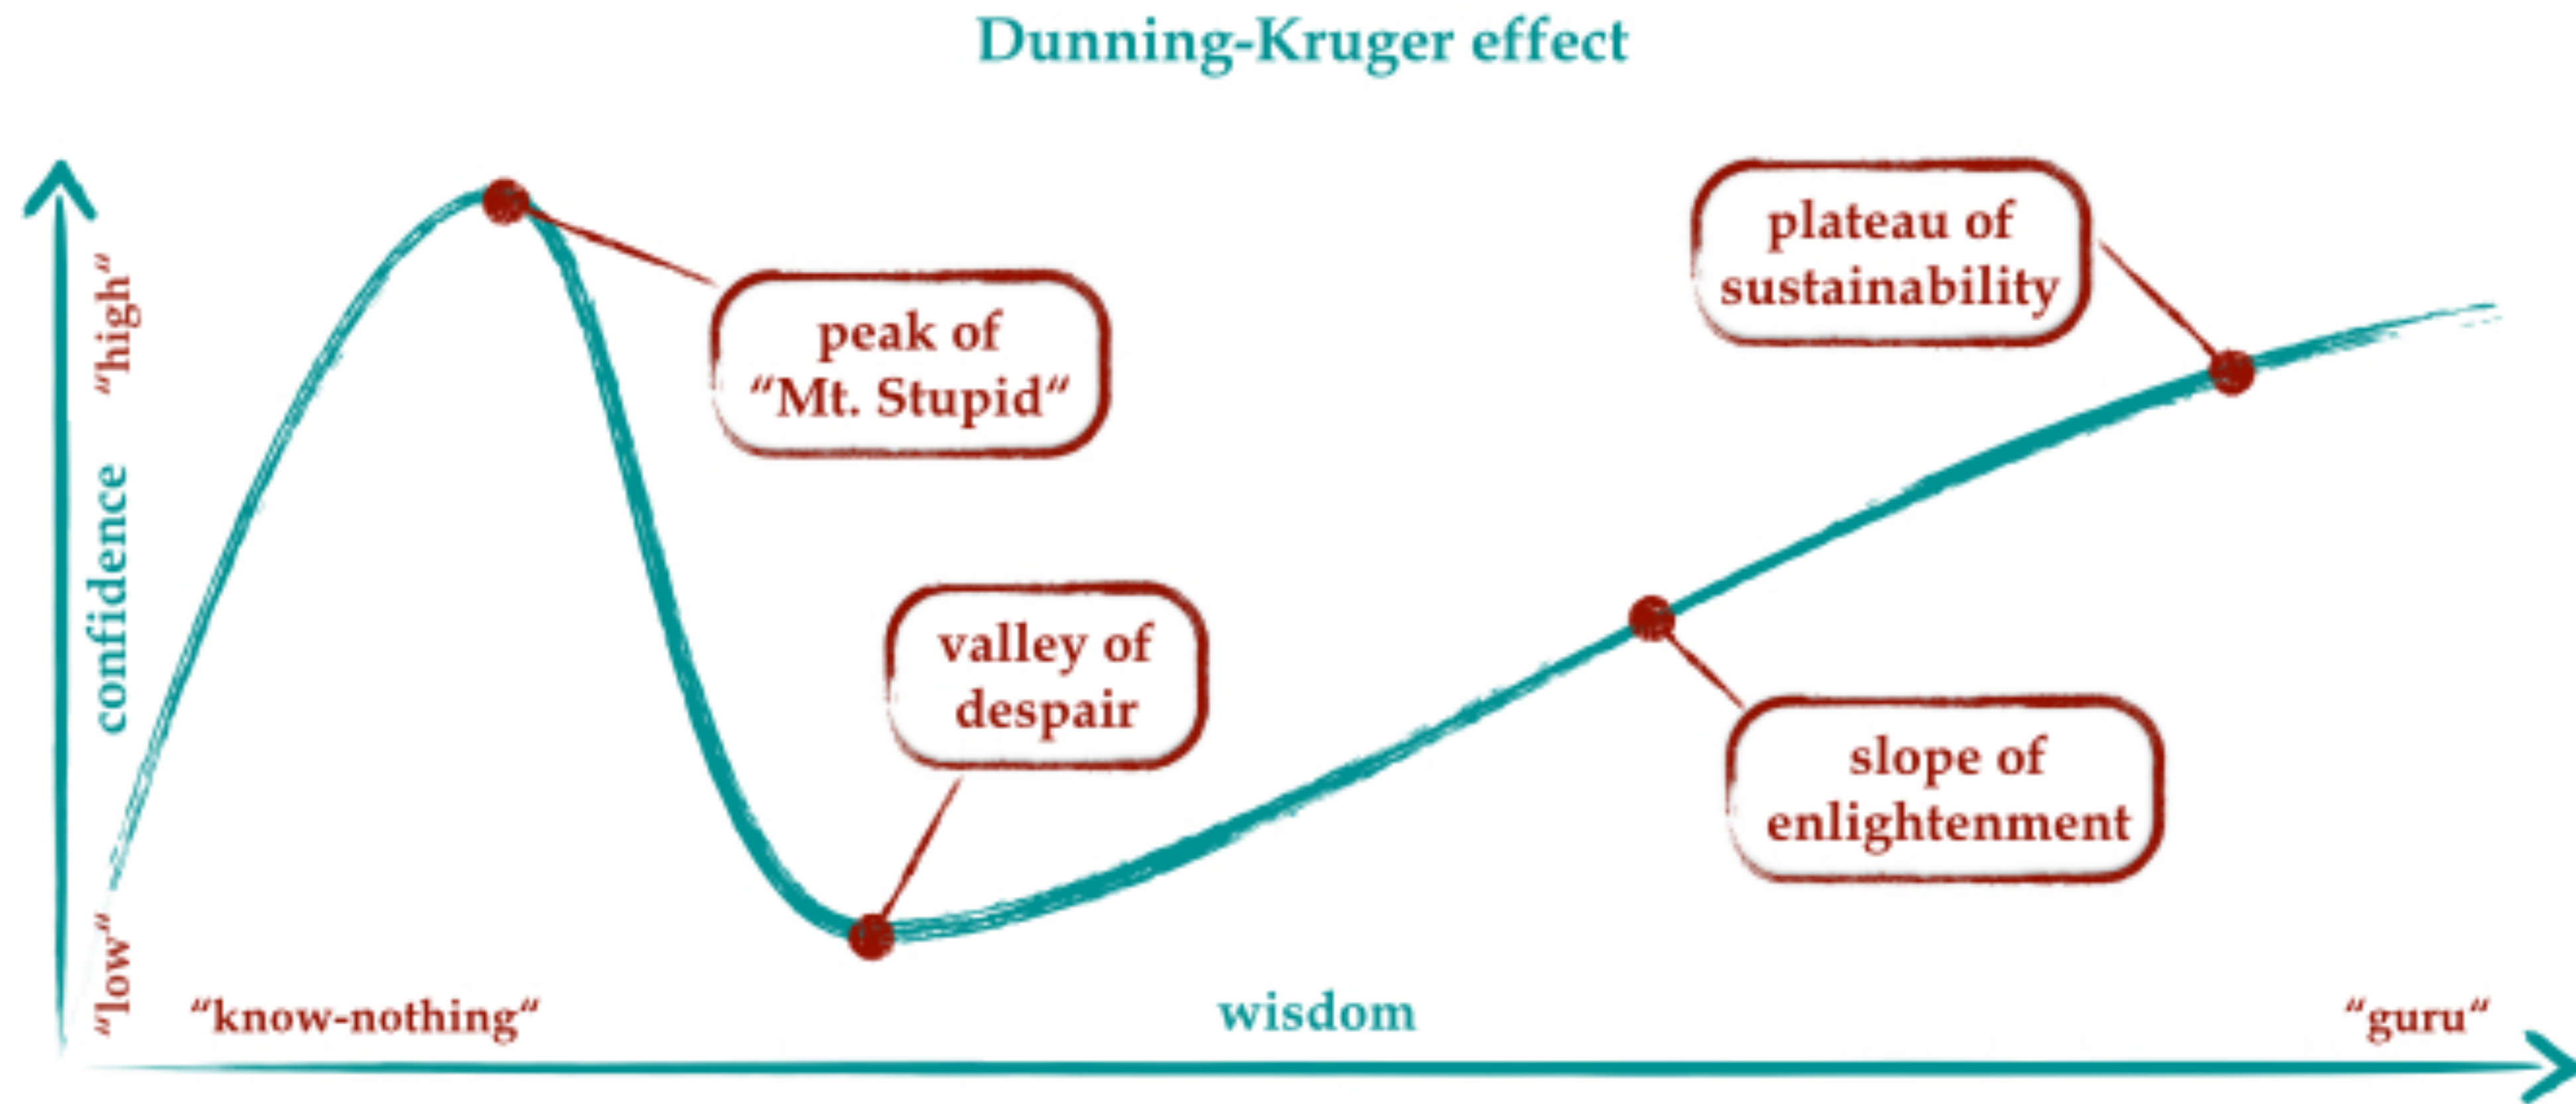 Dunning-Kruger effect
“high“
confidence
“low“
peak of
“Mt. Stupid“
valley of
despair
plateau of
sustainability
slope of
enlightenment
“know-nothing“
wisdom
“guru“